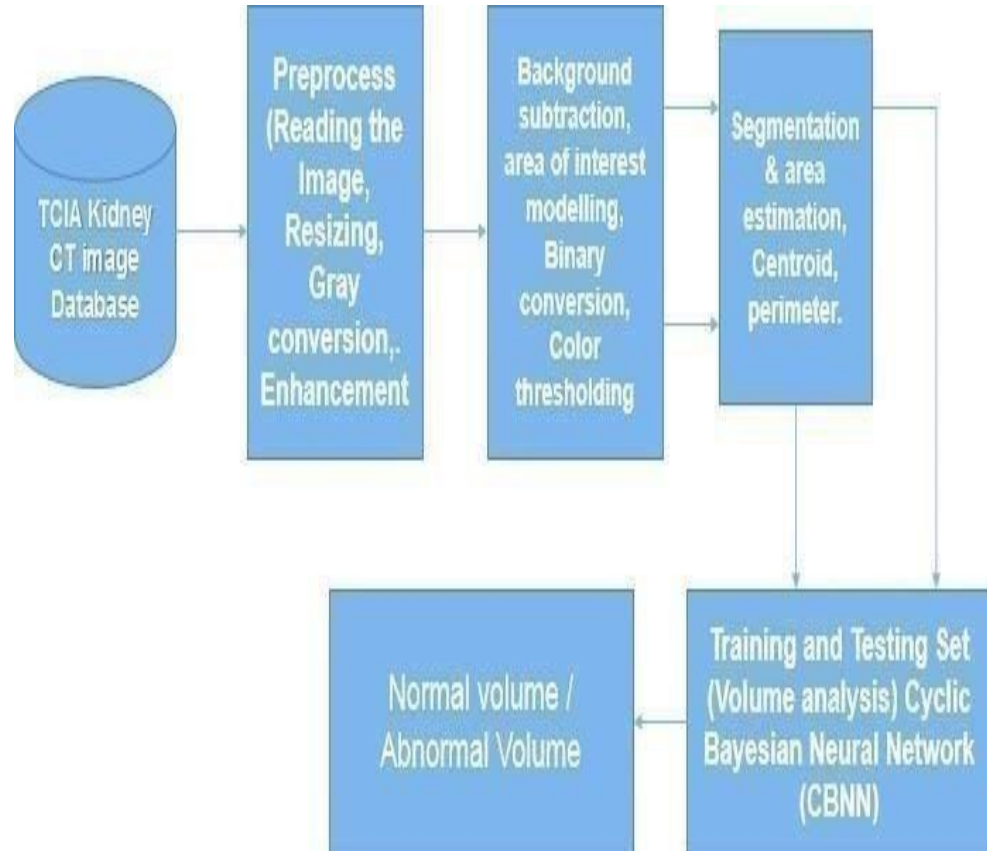 TCIA Kidney
CT image
Database
Preprocess
(Reading the
Image,
Resizing,
Gray
conversion,.
Enhancement
Background
subtraction,
area of interest
modelling,
Binary
conversion,
Color
thresholding
Segmentation
& area
estimation,
Centroid,
perimeter.
Training and Testing Set
(Volume analysis) Cyclic
Bayesian Neural Network
(CBNN)
Normal volume /
Abnormal Volume